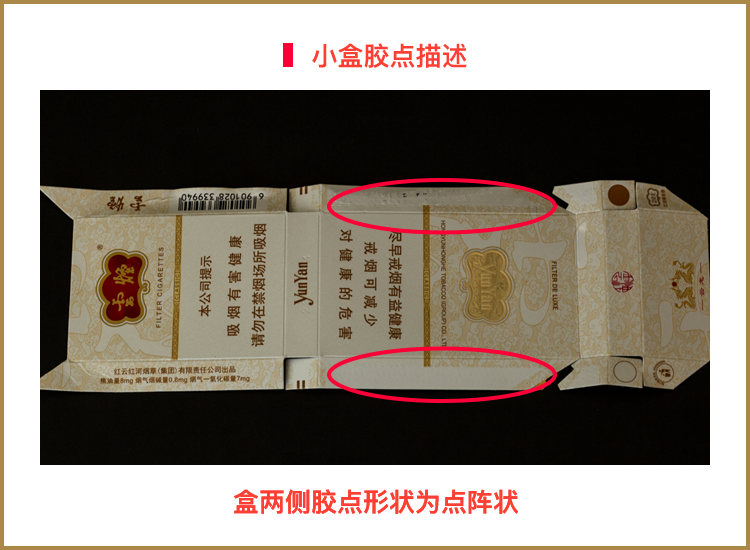 小盒胶点描述
6 901028 339940
云烟
®
FILTER CIGARETTES
本公司提示
吸烟有害健康
请勿在禁烟场所吸烟
YunYan
尽早戒烟有益健康
戒烟可减少
对健康的危害
HONGYUNHONGHE TOBACCO (GROUP) CO., LTD.
FILTER DE LUXE
红云红河烟草(集团)有限责任公司出品
焦油量8mg 烟气烟碱量0.8mg 烟气一氧化碳量7mg
盒两侧胶点形状为点阵状